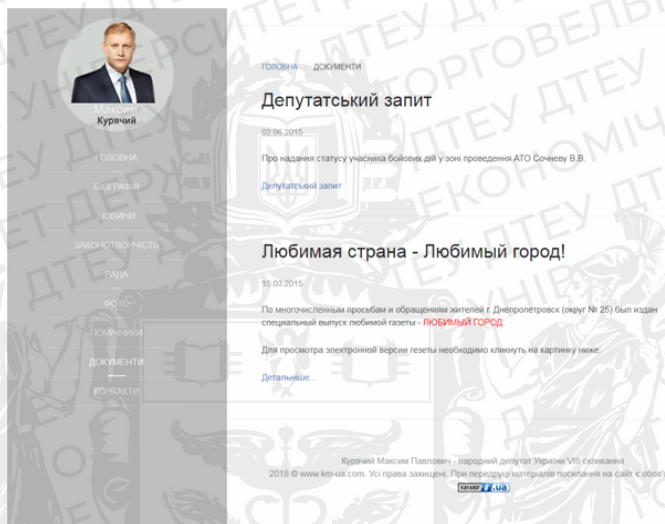 Максим
Курячий
ГОЛОВНА
БІОГРАФІЯ
НОВИНИ
ЗАКОНОТВОРЧІСТЬ
РАДА
ФОТО
ПОМІЧНИКИ
ДОКУМЕНТИ
КОНТАКТИ
ГОЛОВНА ДОКУМЕНТИ
Депутатський запит
02.06.2015
Про надання статусу учасника бойових дій у зоні проведення АТО Сочневу В.В.
Депутатський запит
Любимая страна - Любимый город!
15.03.2015
По многочисленным просьбам и обращениям жителей г. Днепропетровск (округ № 25) был издан
специальный выпуск любимой газеты - ЛЮБИМЫЙ ГОРОД.
Для просмотра электронной версии газеты необходимо кликнуть на картинку ниже.
Детальніше...
Курячий Максим Павлович - народний депутат України VIII скликання
2018 © www.km-ua.com. Усі права захищені. При передруці матеріалів посилання на сайт є обов'
КАТАЛОГ .ua